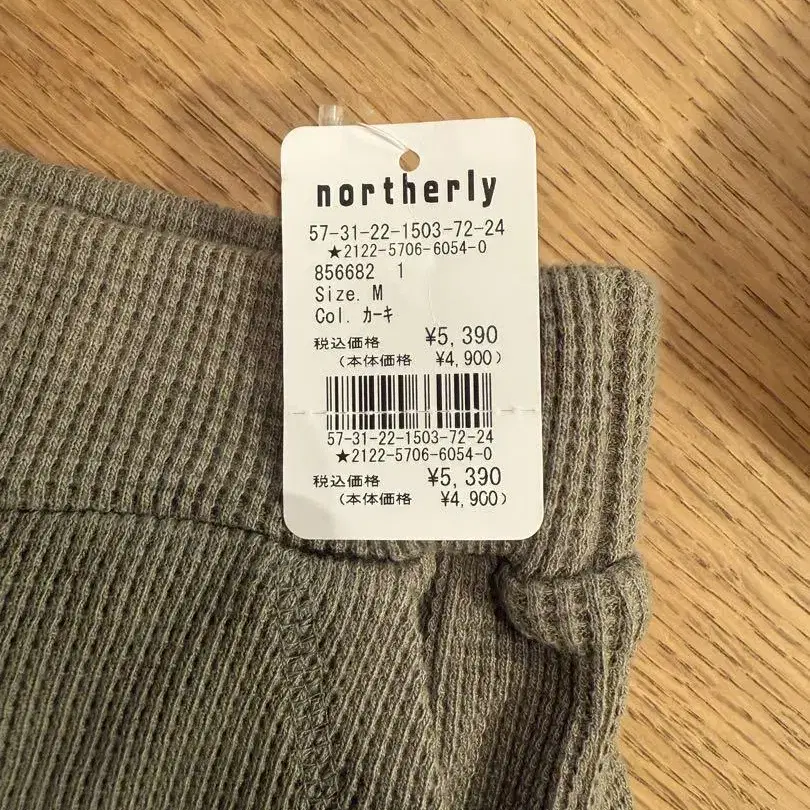 northerly
57-31-22-1503-72-24
★2122-5706-6054-0
856682 1
Size. M
Col. カーキ
税込価格 ¥5,390
(本体価格 ¥4,900)
57-31-22-1503-72-24
★2122-5706-6054-0
税込価格 ¥5,390
(本体価格 ¥4,900)